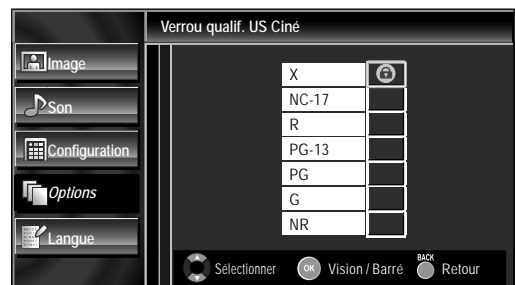 Verrou qualif. US Ciné
Image
Son
Configuration
Options
Langue
X
NC-17
R
PG-13
PG
G
NR
Sélectionner OK Vision / Barré BACK Retour